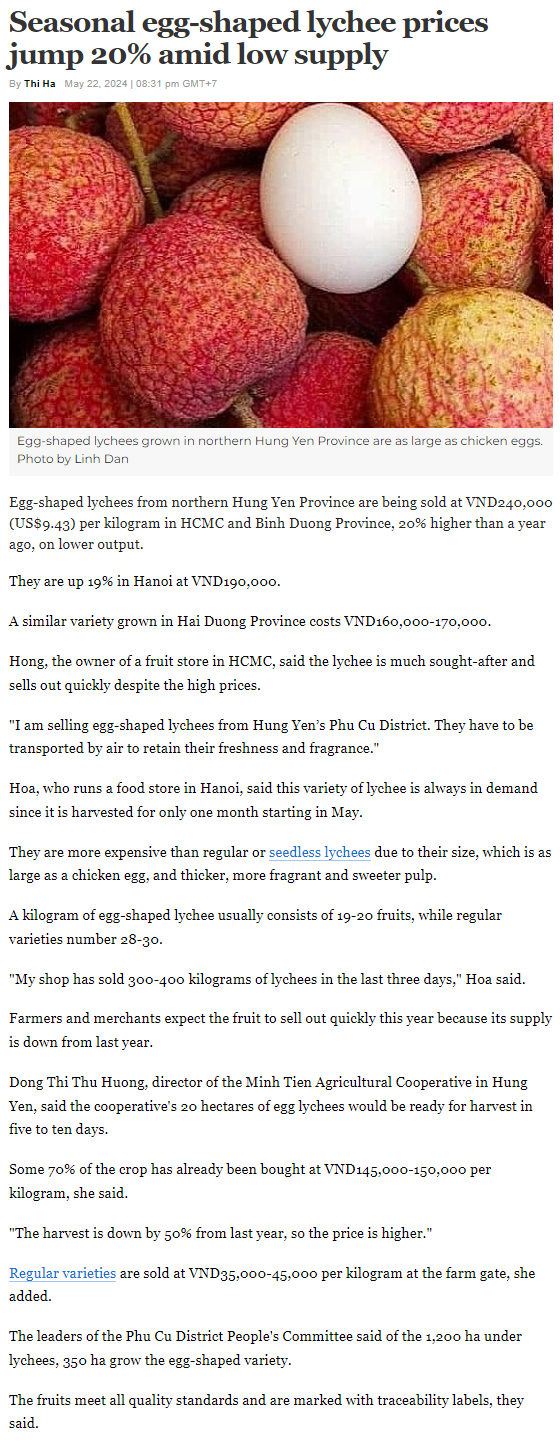 Seasonal egg-shaped lychee prices
jump 20% amid low supply
By Thi Ha May 22, 2024 | 08:31 pm GMT+7
Egg-shaped lychees grown in northern Hung Yen Province are as large as chicken eggs.
Photo by Linh Dan
Egg-shaped lychees from northern Hung Yen Province are being sold at VND240,000
(US$9.43) per kilogram in HCMC and Binh Duong Province, 20% higher than a year
ago, on lower output.
They are up 19% in Hanoi at VND190,000.
A similar variety grown in Hai Duong Province costs VND160,000-170,000.
Hong, the owner of a fruit store in HCMC, said the lychee is much sought-after and
sells out quickly despite the high prices.
"I am selling egg-shaped lychees from Hung Yen’s Phu Cu District. They have to be
transported by air to retain their freshness and fragrance."
Hoa, who runs a food store in Hanoi, said this variety of lychee is always in demand
since it is harvested for only one month starting in May.
They are more expensive than regular or seedless lychees due to their size, which is as
large as a chicken egg, and thicker, more fragrant and sweeter pulp.
A kilogram of egg-shaped lychee usually consists of 19-20 fruits, while regular
varieties number 28-30.
"My shop has sold 300-400 kilograms of lychees in the last three days," Hoa said.
Farmers and merchants expect the fruit to sell out quickly this year because its supply
is down from last year.
Dong Thi Thu Huong, director of the Minh Tien Agricultural Cooperative in Hung
Yen, said the cooperative's 20 hectares of egg lychees would be ready for harvest in
five to ten days.
Some 70% of the crop has already been bought at VND145,000-150,000 per
kilogram, she said.
"The harvest is down by 50% from last year, so the price is higher."
Regular varieties are sold at VND35,000-45,000 per kilogram at the farm gate, she
added.
The leaders of the Phu Cu District People's Committee said of the 1,200 ha under
lychees, 350 ha grow the egg-shaped variety.
The fruits meet all quality standards and are marked with traceability labels, they
said.